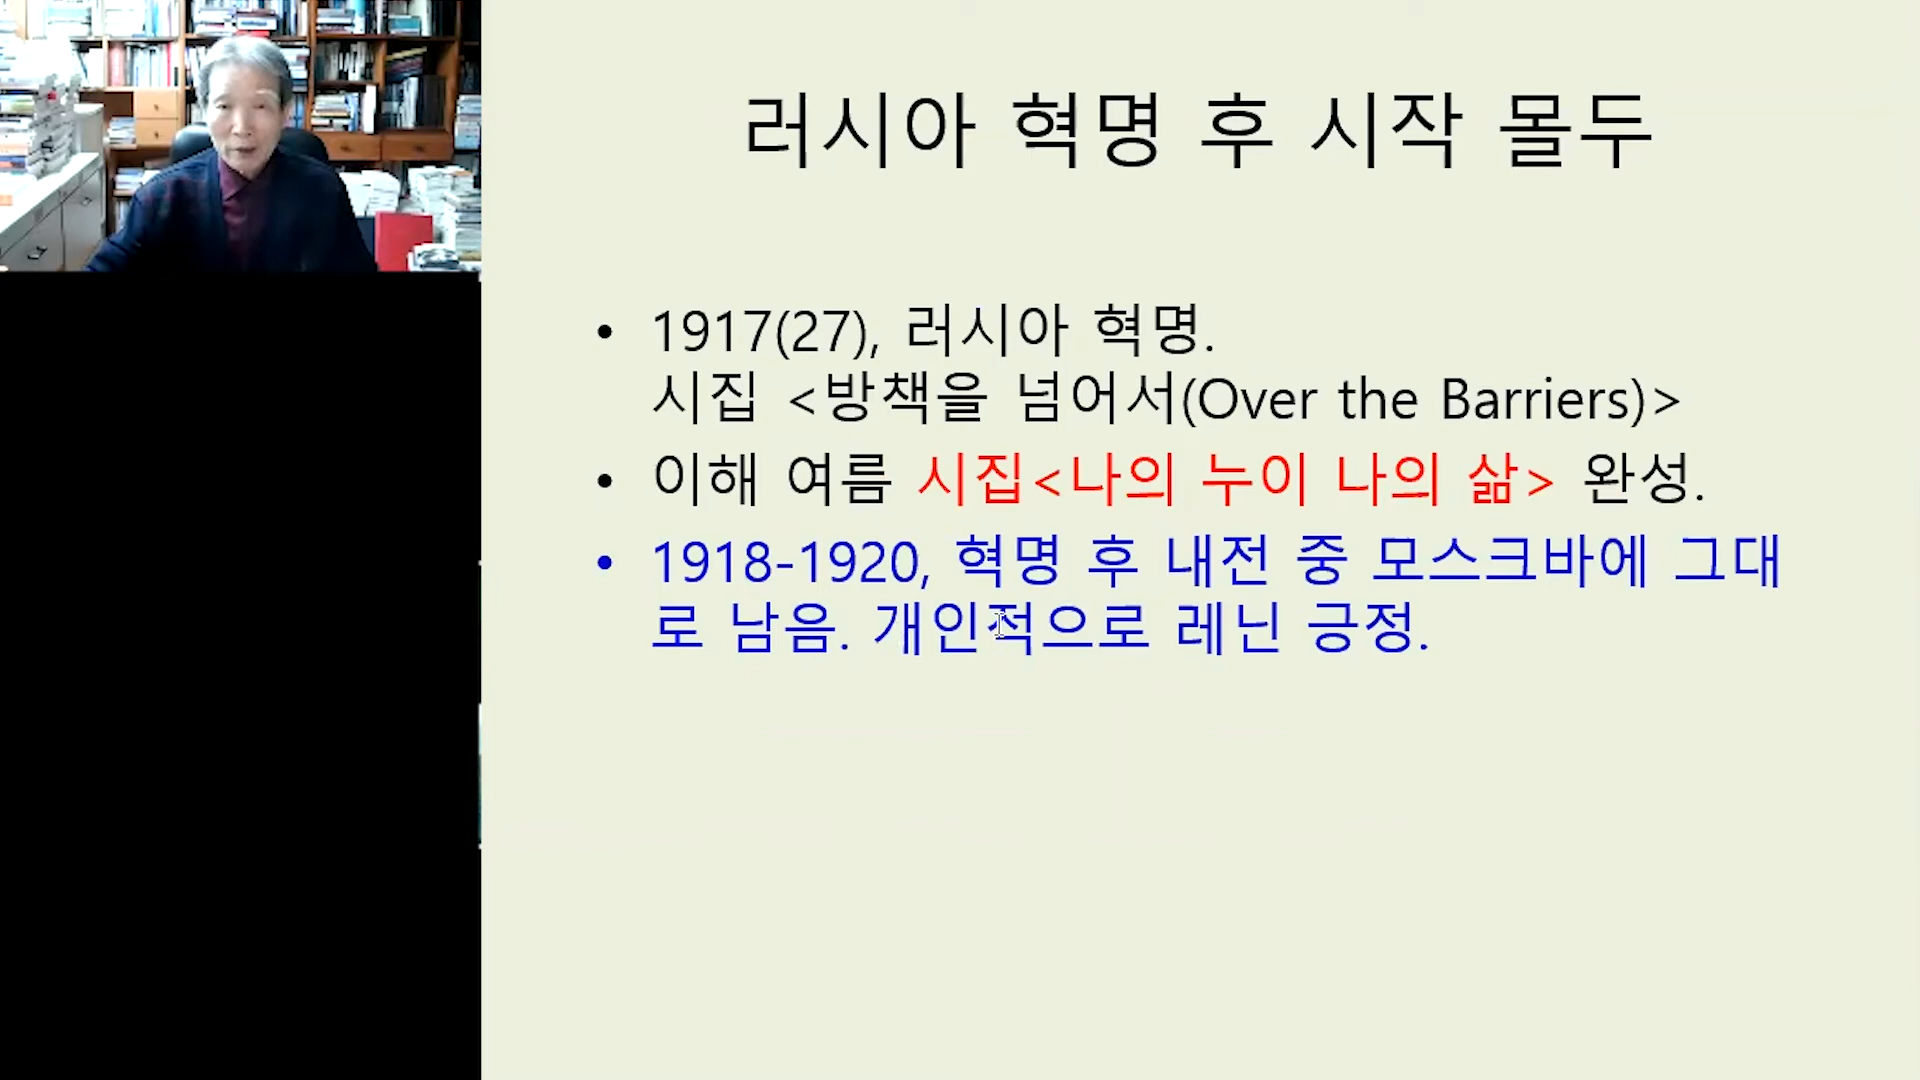 러시아 혁명 후 시작 몰두
• 1917(27), 러시아 혁명.
시집 <방책을 넘어서(Over the Barriers)>
• 이해 여름 시집<나의 누이 나의 삶> 완성.
• 1918-1920, 혁명 후 내전 중 모스크바에 그대
로 남음. 개인적으로 레닌 긍정.